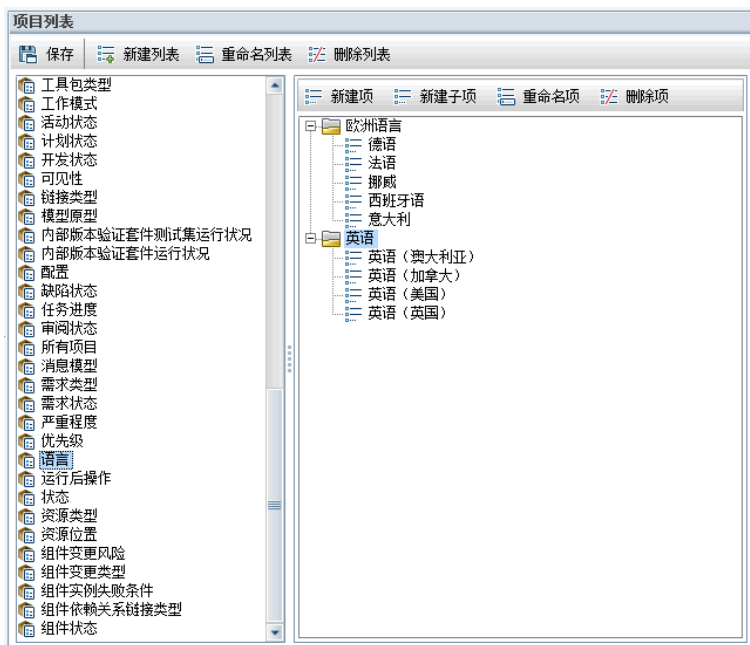 项目列表
保存 新建列表 重命名列表 删除列表
工具包类型
工作模式
活动状态
计划状态
开发状态
可见性
链接类型
模型原型
内部版本验证套件测试集运行状况
内部版本验证套件运行状况
配置
缺陷状态
任务进度
审阅状态
所有项目
消息模型
需求类型
需求状态
严重程度
优先级
语言
运行后操作
状态
资源类型
资源位置
组件变更风险
组件变更类型
组件实例失败条件
组件依赖关系链接类型
组件状态
新建项 新建子项 重命名项 删除项
欧洲语言
德语
法语
挪威
西班牙语
意大利
英语
英语（澳大利亚）
英语（加拿大）
英语（美国）
英语（英国）